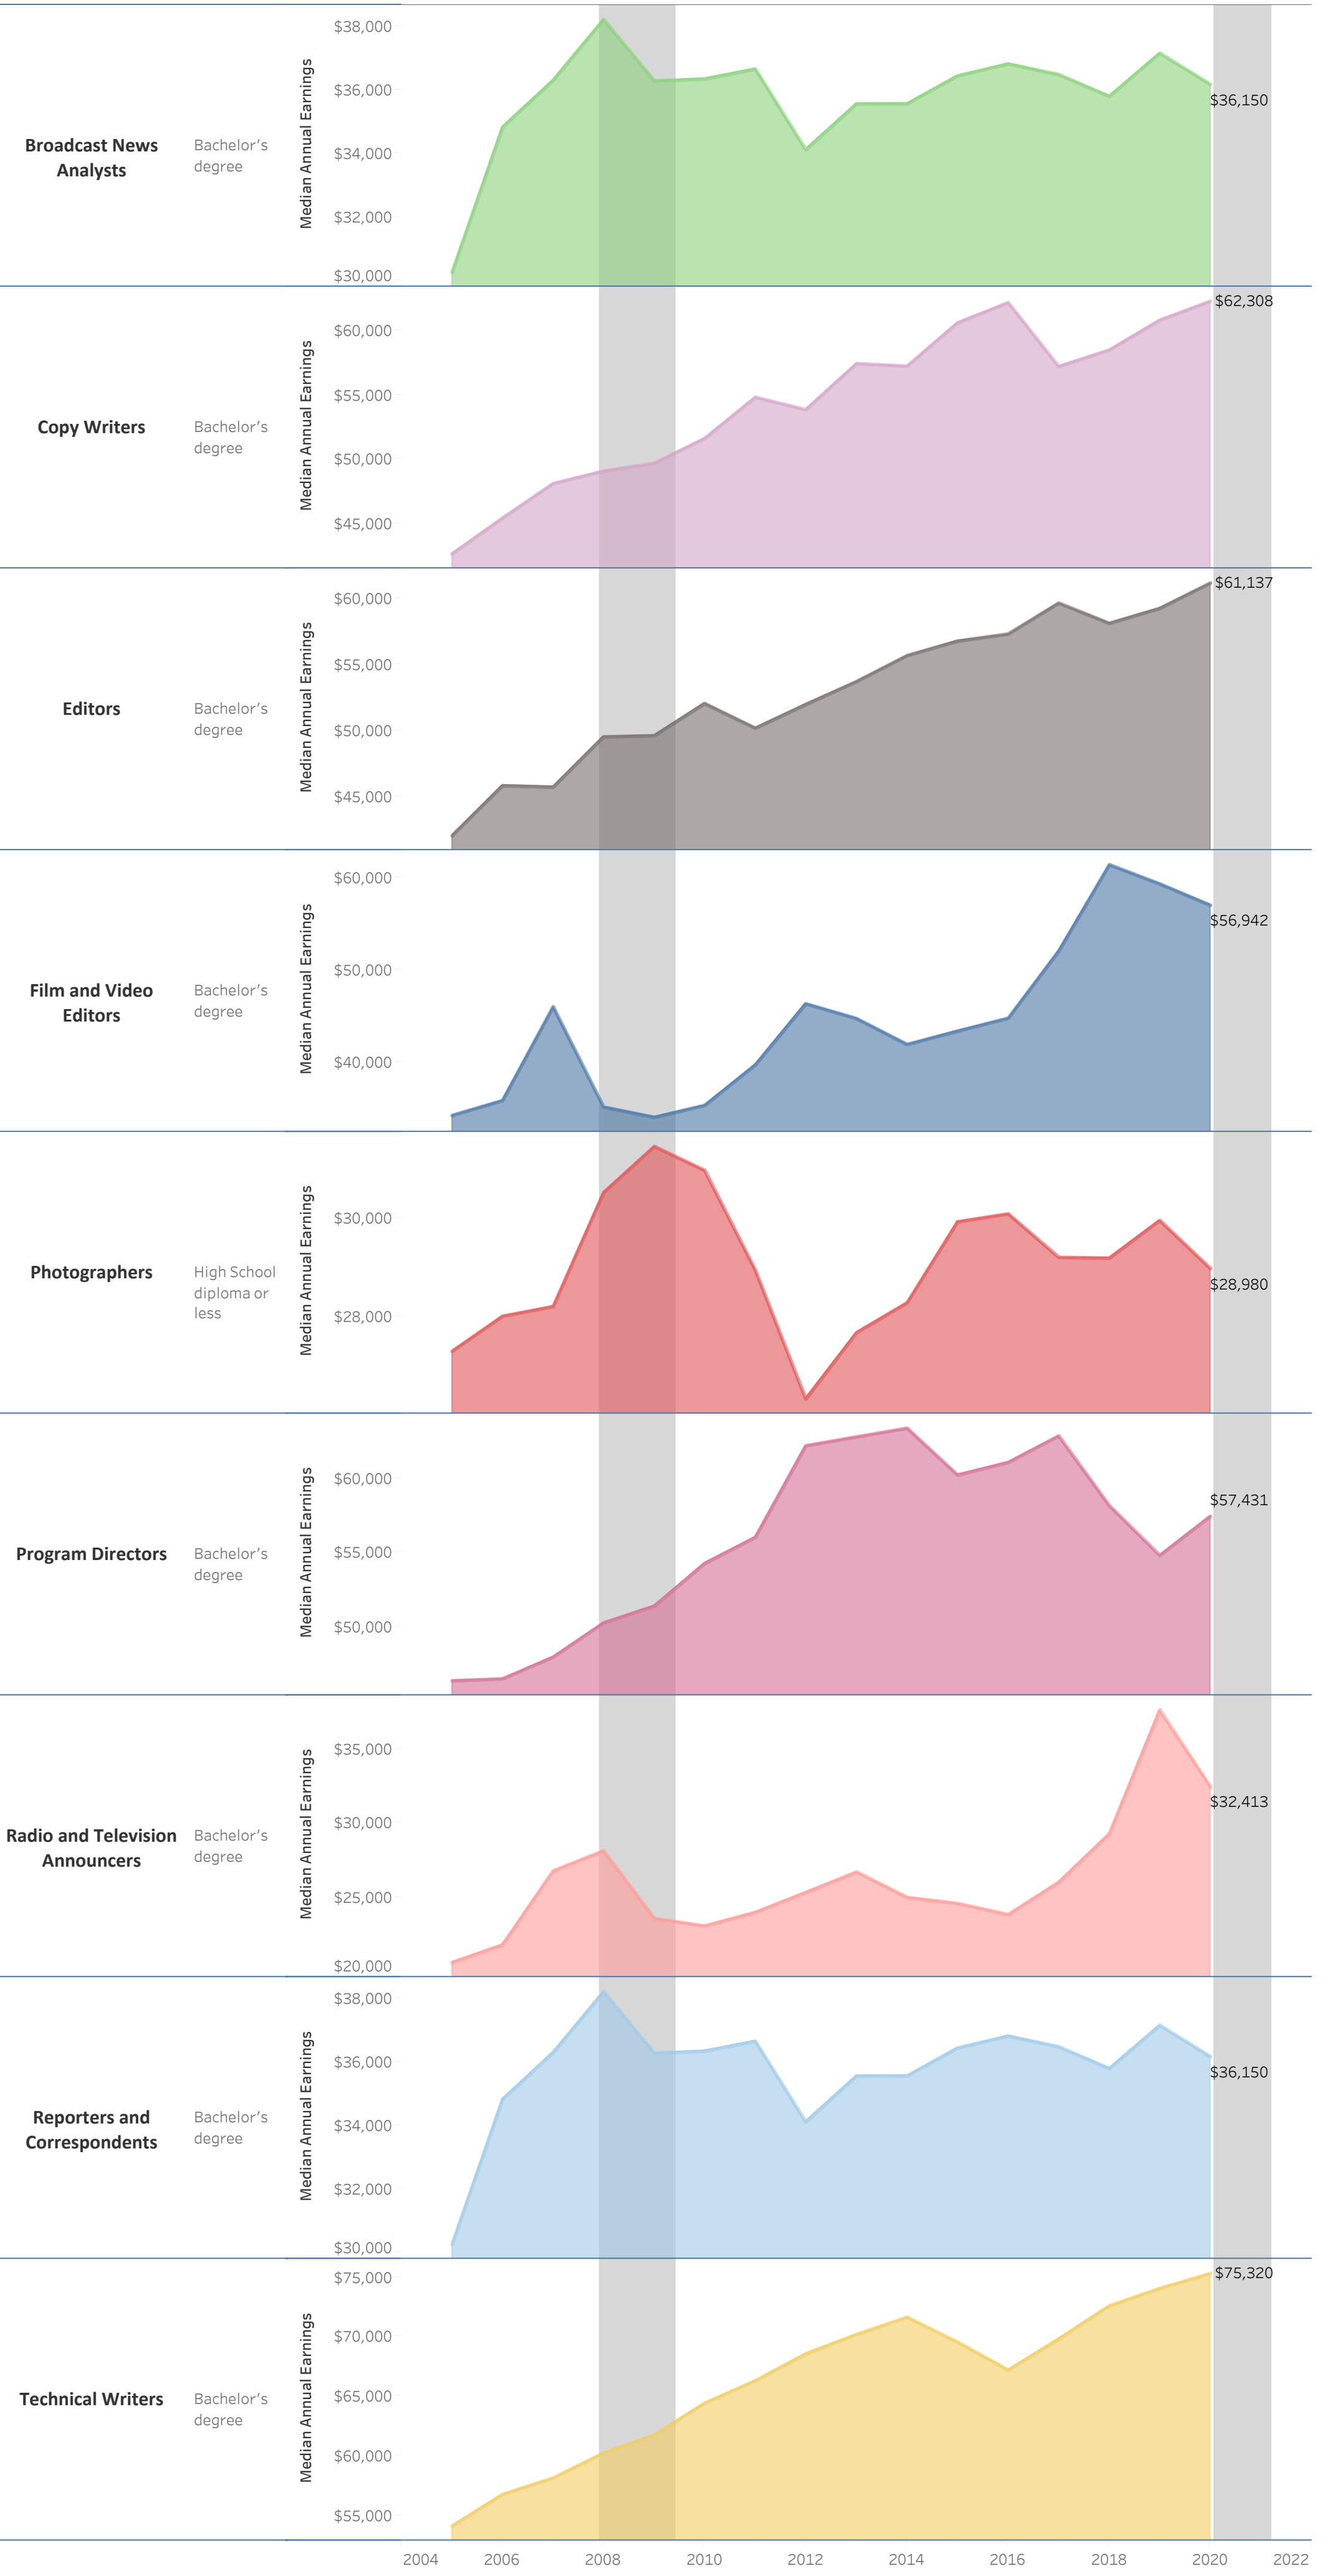 Broadcast News
Analysts
Bachelor's
degree
Median Annual Earnings
$38,000
$36,000
$34,000
$32,000
$30,000
$36,150
Copy Writers
Bachelor's
degree
Median Annual Earnings
$60,000
$55,000
$50,000
$45,000
$62,308
Editors
Bachelor's
degree
Median Annual Earnings
$60,000
$55,000
$50,000
$45,000
$61,137
Film and Video
Editors
Bachelor's
degree
Median Annual Earnings
$60,000
$50,000
$40,000
$56,942
Photographers
High School
diploma or
less
Median Annual Earnings
$30,000
$28,000
$28,980
Program Directors
Bachelor's
degree
Median Annual Earnings
$60,000
$55,000
$50,000
$57,431
Radio and Television
Announcers
Bachelor's
degree
Median Annual Earnings
$35,000
$30,000
$25,000
$20,000
$32,413
Reporters and
Correspondents
Bachelor's
degree
Median Annual Earnings
$38,000
$36,000
$34,000
$32,000
$30,000
$36,150
Technical Writers
Bachelor's
degree
Median Annual Earnings
$75,000
$70,000
$65,000
$60,000
$55,000
$75,320
2004 2006 2008 2010 2012 2014 2016 2018 2020 2022